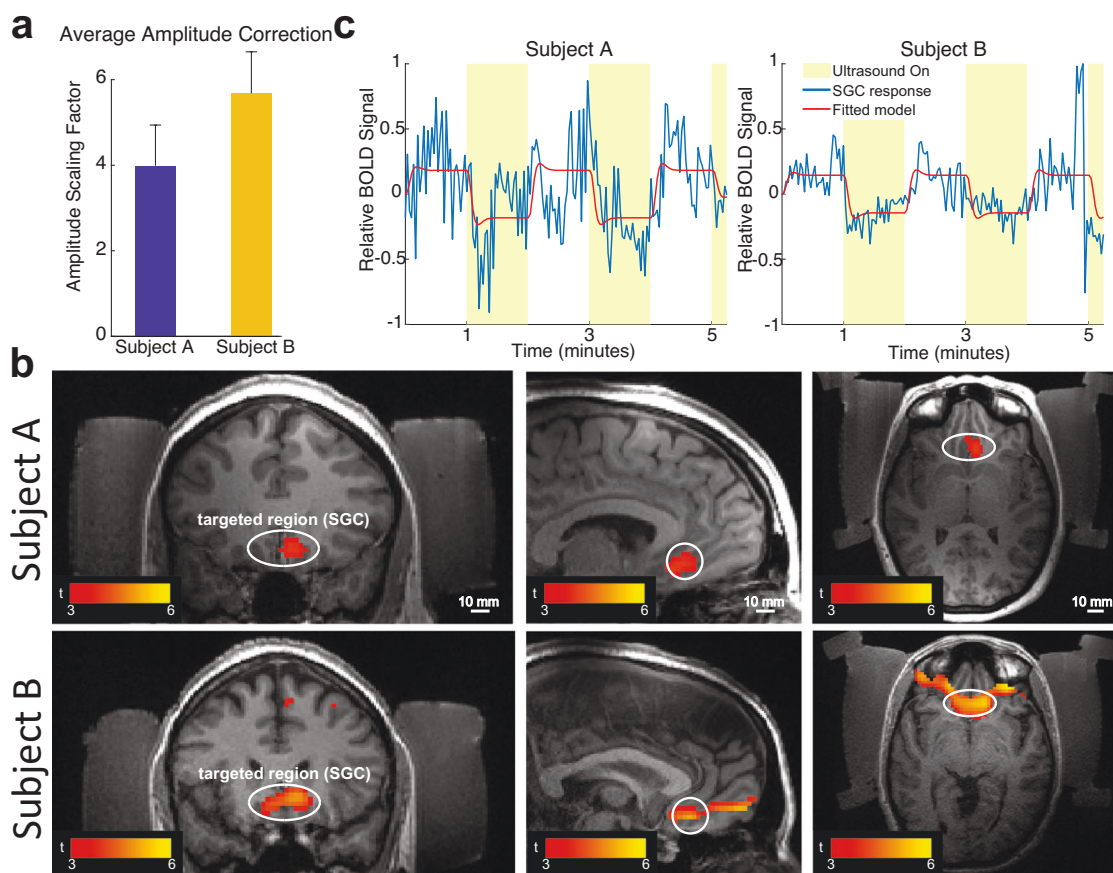 a
Average Amplitude Correction
Amplitude Scaling Factor
6
4
2
0
Subject A
Subject B
c
Subject A
Relative BOLD Signal
1
0.5
0
-0.5
-1
1
3
5
Time (minutes)
Subject B
Ultrasound On
SGC response
Fitted model
Relative BOLD Signal
1
0.5
0
-0.5
-1
1
3
5
Time (minutes)
b
Subject A
targeted region (SGC)
t
3
6
10 mm
t
3
6
10 mm
t
3
6
10 mm
Subject B
targeted region (SGC)
t
3
6
t
3
6
t
3
6